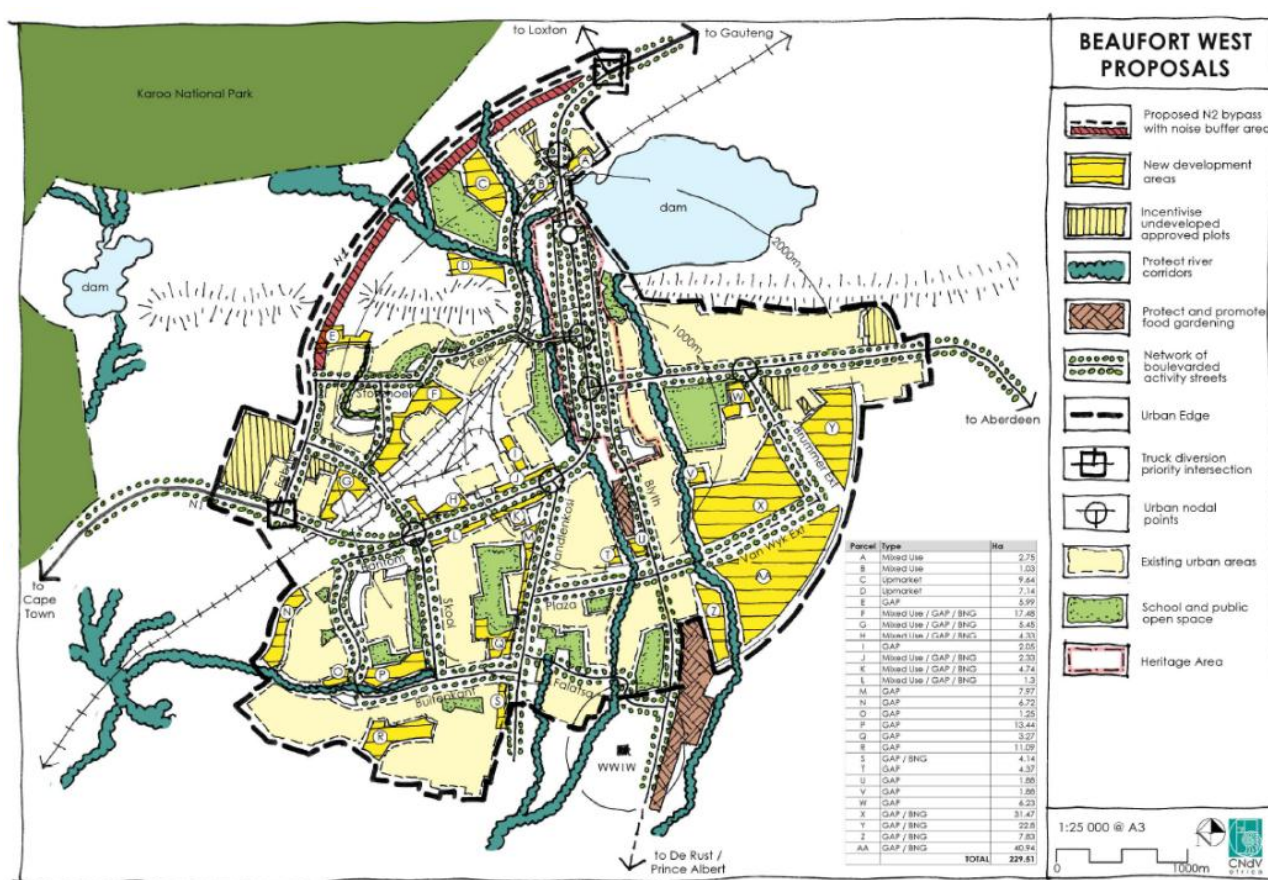 to Loxton
to Gauteng
Karoo National Park
A
B
C
dam
2000m
N1
D
dam
1000m
E
Kerk
to Aberdeen
F
W
Y
Brummer Ext
V
I
G
J
H
X
N1
K
L
M
Blyth
Van Wyk Ext
T
U
AA
to
Cape
Town
Bantom
N
Plaza
Z
Q
O
P
Falatsa
Buitenkant
S
R
WWTW
to De Rust /
Prince Albert
Parcel Type Ha
A Mixed Use 2.75
B Mixed Use 1.03
C Upmarket 9.64
D Upmarket 7.14
E GAP 5.99
F Mixed Use / GAP / BNG 17.48
G Mixed Use / GAP / BNG 5.45
H Mixed Use / GAP / BNG 4.33
I GAP 2.05
J Mixed Use / GAP / BNG 2.33
K Mixed Use / GAP / BNG 4.74
L Mixed Use / GAP / BNG 1.3
M GAP 7.97
N GAP 6.72
O GAP 1.25
P GAP 13.44
Q GAP 3.27
R GAP 11.09
S GAP / BNG 4.14
T GAP 4.37
U GAP 1.88
V GAP 1.88
W GAP 6.23
X GAP / BNG 31.47
Y GAP / BNG 22.8
Z GAP / BNG 7.83
AA GAP / BNG 40.94
TOTAL 229.51
BEAUFORT WEST
PROPOSALS
Proposed N2 bypass
with noise buffer area
New development
areas
Incentivise
undeveloped
approved plots
Protect river
corridors
Protect and promote
food gardening
Network of
boulevarded
activity streets
Urban Edge
Truck diversion
priority intersection
Urban nodal
points
Existing urban areas
School and public
open space
Heritage Area
1:25 000 @ A3
0 1000m
CNdV
africa